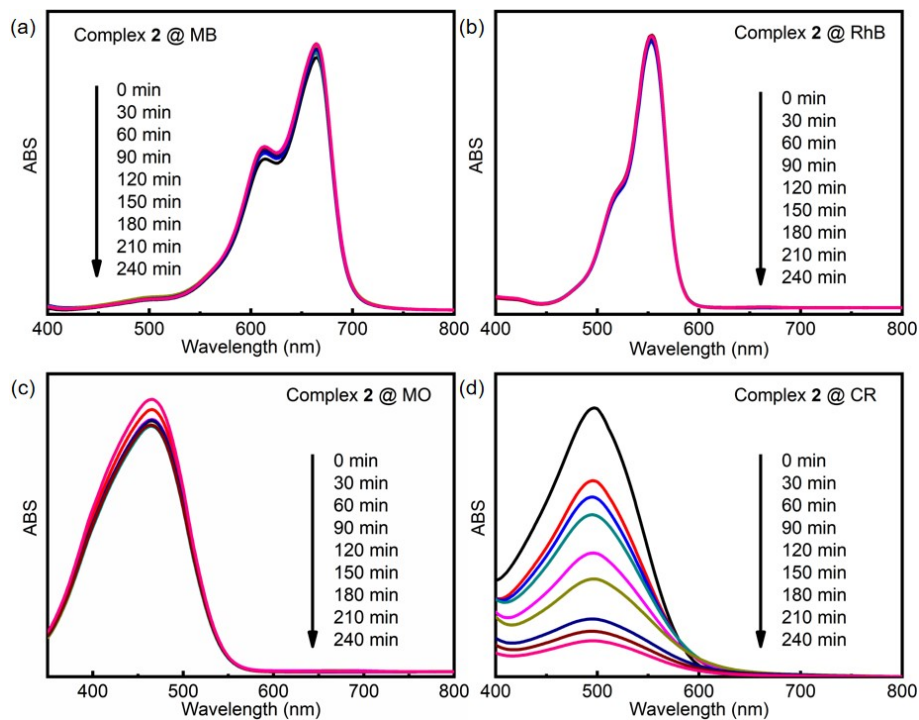 (a)
Complex 2 @ MB
0 min
30 min
60 min
90 min
120 min
150 min
180 min
210 min
240 min
ABS
400 500 600 700 800
Wavelength (nm)
(b)
Complex 2 @ RhB
0 min
30 min
60 min
90 min
120 min
150 min
180 min
210 min
240 min
ABS
400 500 600 700 800
Wavelength (nm)
(c)
Complex 2 @ MO
0 min
30 min
60 min
90 min
120 min
150 min
180 min
210 min
240 min
ABS
400 500 600 700 800
Wavelength (nm)
(d)
Complex 2 @ CR
0 min
30 min
60 min
90 min
120 min
150 min
180 min
210 min
240 min
ABS
400 500 600 700 800
Wavelength (nm)